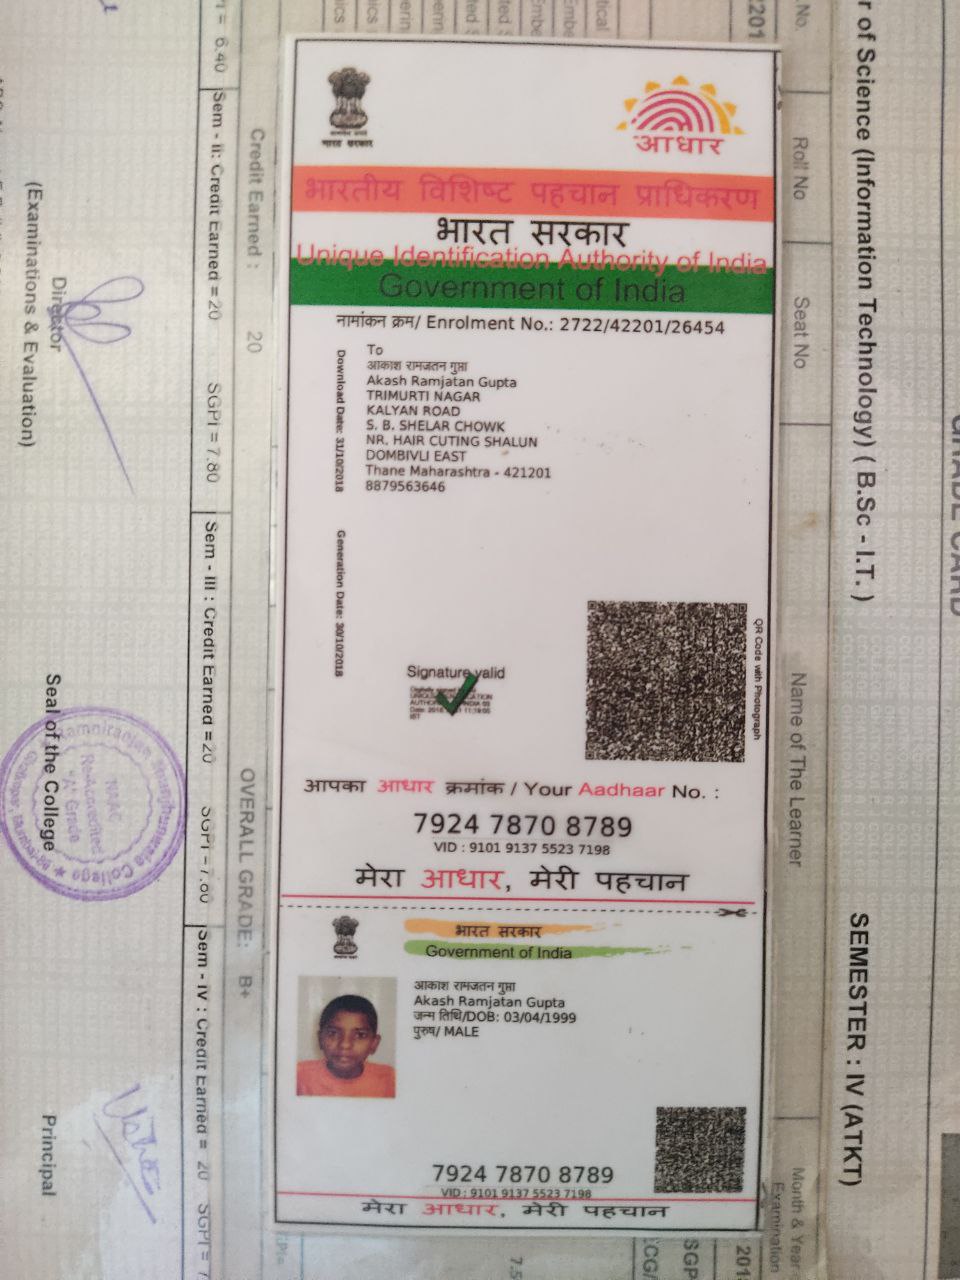 भारत सरकार
आधार
भारतीय विशिष्ट पहचान प्राधिकरण
भारत सरकार
Unique Identification Authority of India
Government of India
नामांकन क्रम/ Enrolment No.: 2722/42201/26454
To
आकाश रामजतन गुप्ता
Akash Ramjatan Gupta
TRIMURTI NAGAR
KALYAN ROAD
S. B. SHELAR CHOWK
NR. HAIR CUTING SHALUN
DOMBIVLI EAST
Thane Maharashtra - 421201
8879563646
Download Date: 31/10/2018
Generation Date: 30/10/2018
Signature valid
QR Code with Photograph
आपका आधार क्रमांक / Your Aadhaar No. :
7924 7870 8789
VID : 9101 9137 5523 7198
मेरा आधार, मेरी पहचान
भारत सरकार
Government of India
आकाश रामजतन गुप्ता
Akash Ramjatan Gupta
जन्म तिथि/DOB: 03/04/1999
पुरुष/ MALE
7924 7870 8789
VID : 9101 9137 5523 7198
मेरा आधार, मेरी पहचान
GRADE CARD
r of Science (Information Technology) ( B.Sc - I.T. )
SEMESTER : IV (ATKT)
Roll No
Seat No
Name of The Learner
Month & Year
Examination
Credit Earned : 20
OVERALL GRADE: B+
= 6.40
Sem - II: Credit Earned = 20 SGPI = 7.80
Sem - III : Credit Earned = 20
Sem - IV : Credit Earned = 20 SGPI = 7.
Director
(Examinations & Evaluation)
Seal of the College
Principal